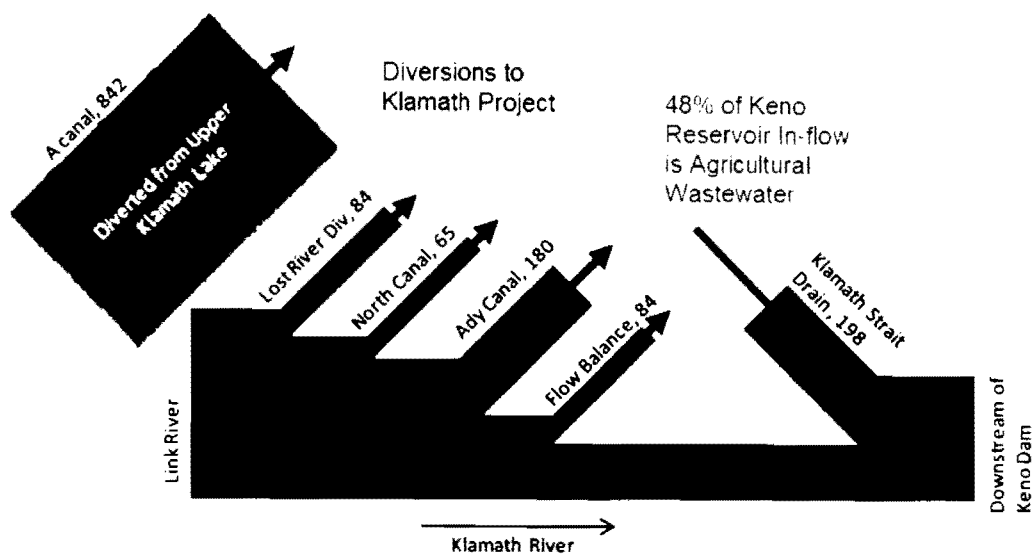 A canal, 842
Diverted from Upper
Klamath Lake
Diversions to
Klamath Project
48% of Keno
Reservoir In-flow
is Agricultural
Wastewater
Lost River Div, 84
North Canal, 65
Ady Canal, 180
Flow Balance, 84
Klamath Strait
Drain, 198
Link River
Downstream of
Keno Dam
Klamath River